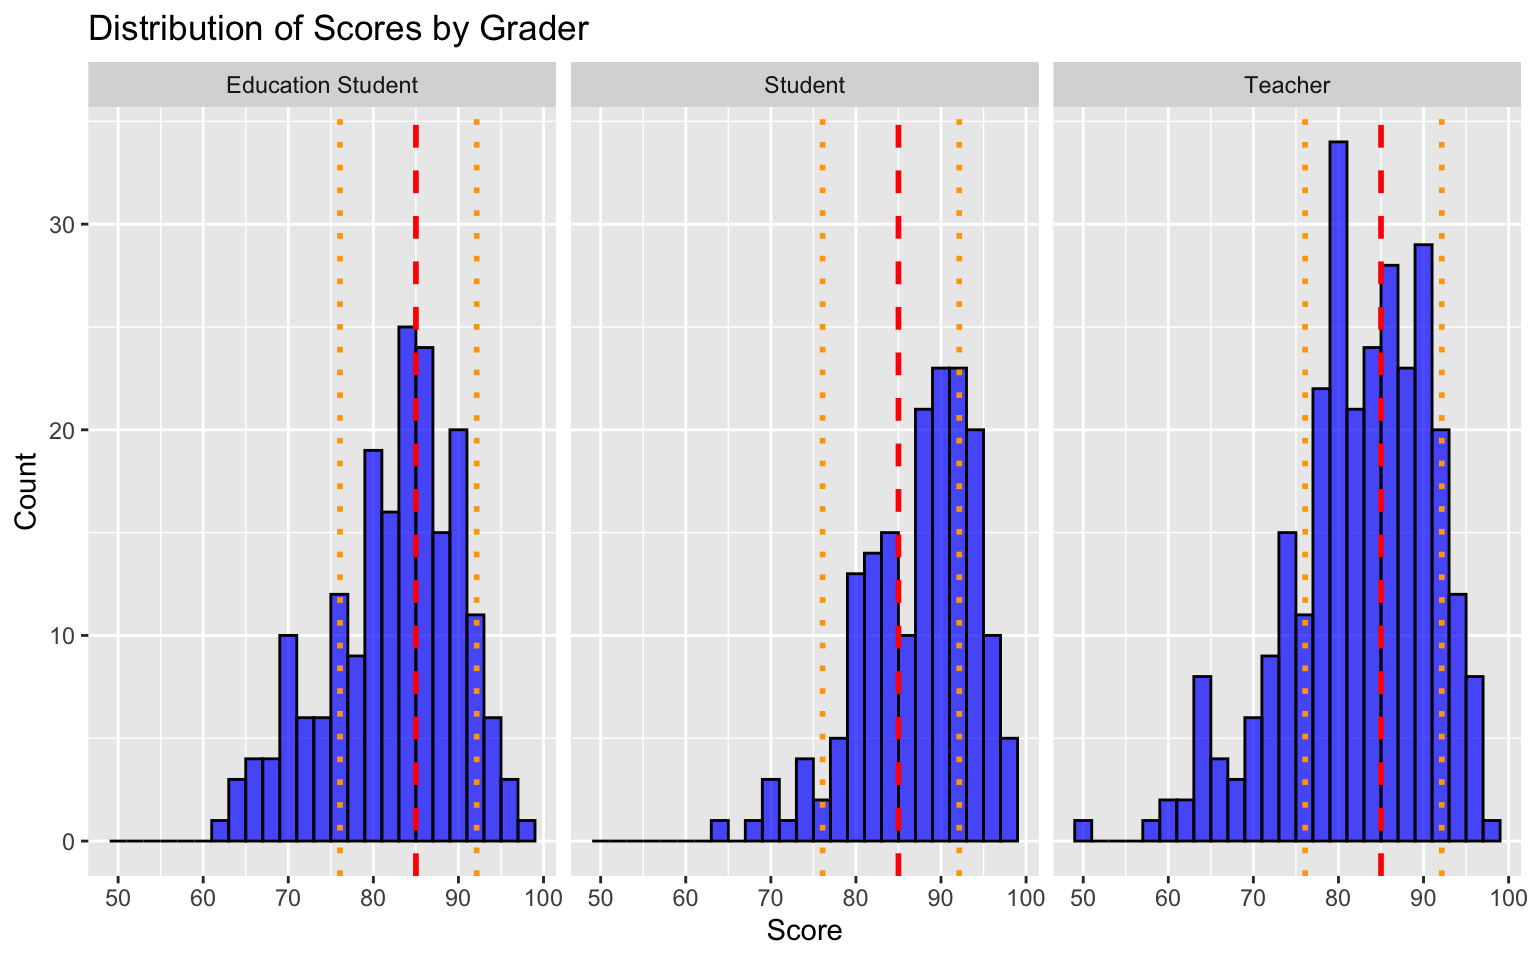 Distribution of Scores by Grader
Education Student
Student
Teacher
30
20
10
0
Count
50 60 70 80 90 100
50 60 70 80 90 100
50 60 70 80 90 100
Score